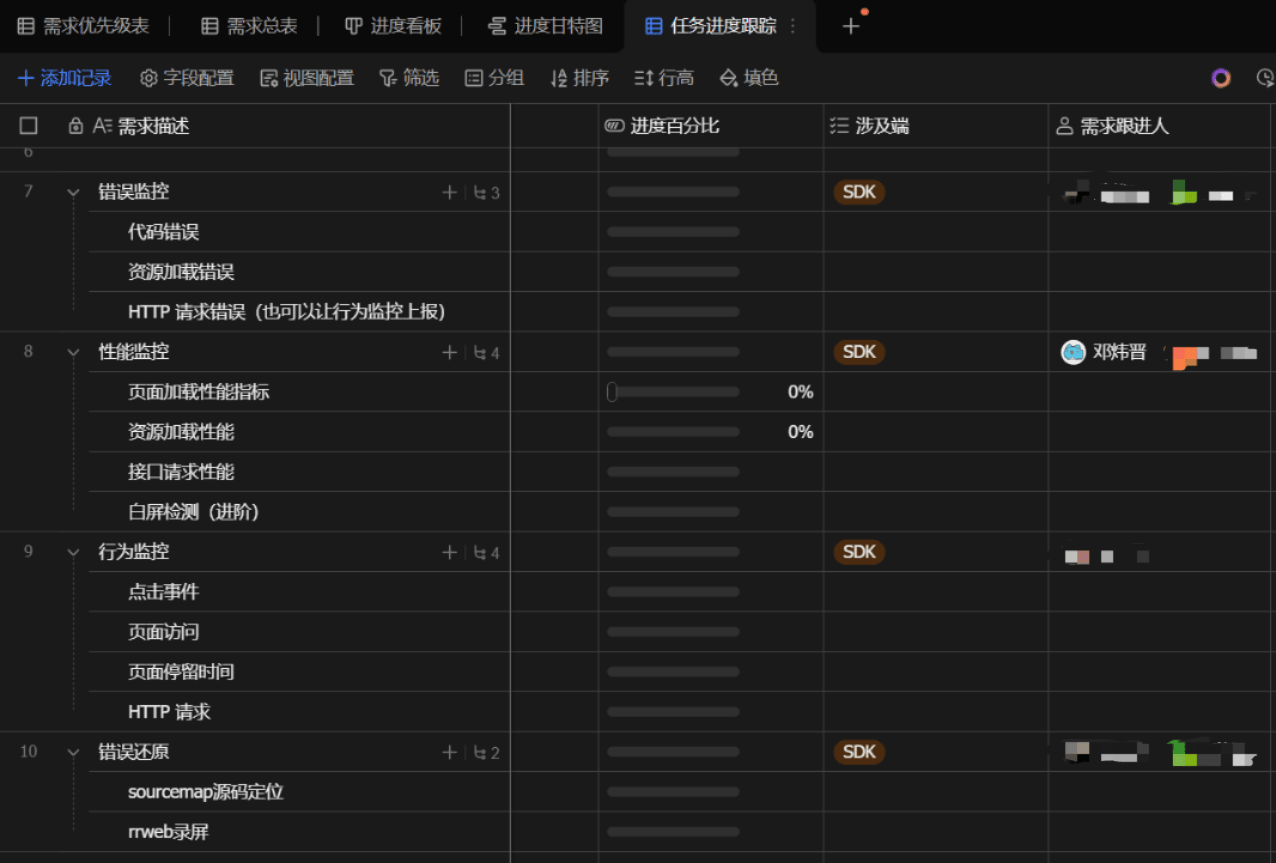 需求优先级表 需求总表 进度看板 进度甘特图 任务进度跟踪
添加记录 字段配置 视图配置 筛选 分组 排序 行高 填色
需求描述 进度百分比 涉及端 需求跟进人
6
7 错误监控 3 SDK
代码错误
资源加载错误
HTTP 请求错误（也可以让行为监控上报）
8 性能监控 4 SDK 邓炜晋
页面加载性能指标 0%
资源加载性能 0%
接口请求性能
白屏检测（进阶）
9 行为监控 4 SDK
点击事件
页面访问
页面停留时间
HTTP 请求
10 错误还原 2 SDK
sourcemap源码定位
rrweb录屏